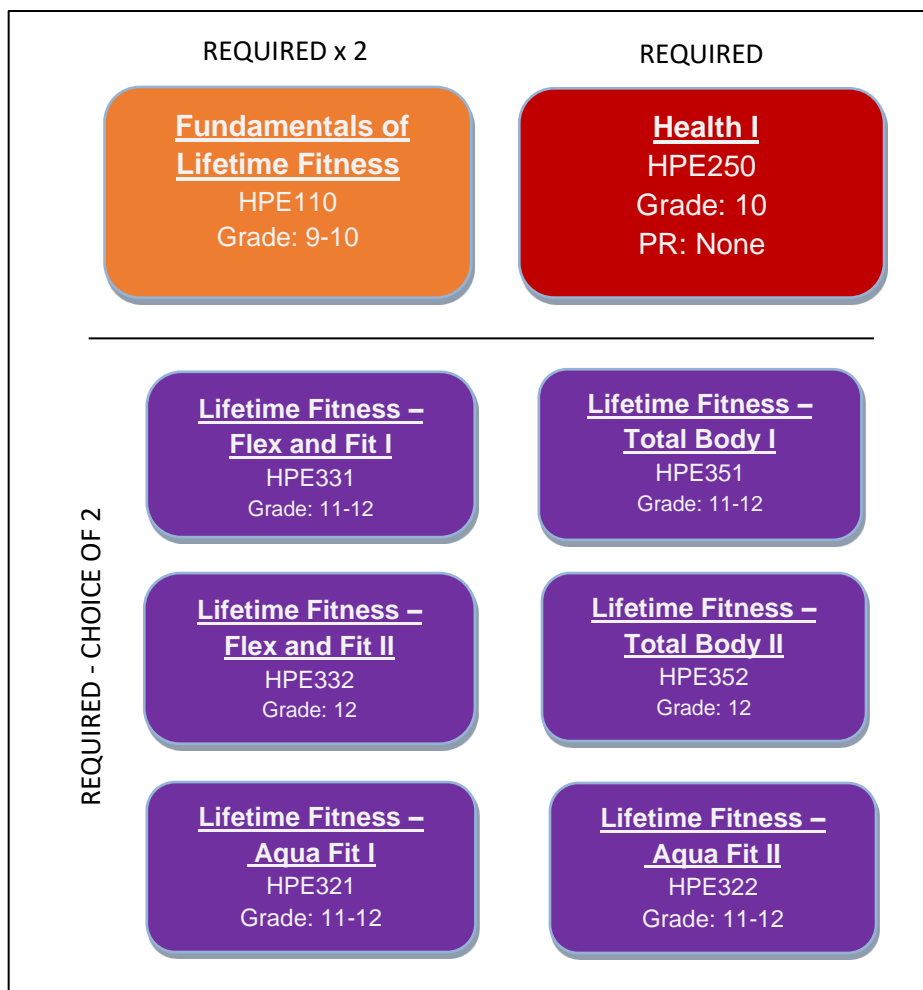 REQUIRED x 2
REQUIRED
Fundamentals of
Lifetime Fitness
HPE110
Grade: 9-10
Health I
HPE250
Grade: 10
PR: None
REQUIRED - CHOICE OF 2
Lifetime Fitness –
Flex and Fit I
HPE331
Grade: 11-12
Lifetime Fitness –
Total Body I
HPE351
Grade: 11-12
Lifetime Fitness –
Flex and Fit II
HPE332
Grade: 12
Lifetime Fitness –
Total Body II
HPE352
Grade: 12
Lifetime Fitness –
Aqua Fit I
HPE321
Grade: 11-12
Lifetime Fitness –
Aqua Fit II
HPE322
Grade: 11-12